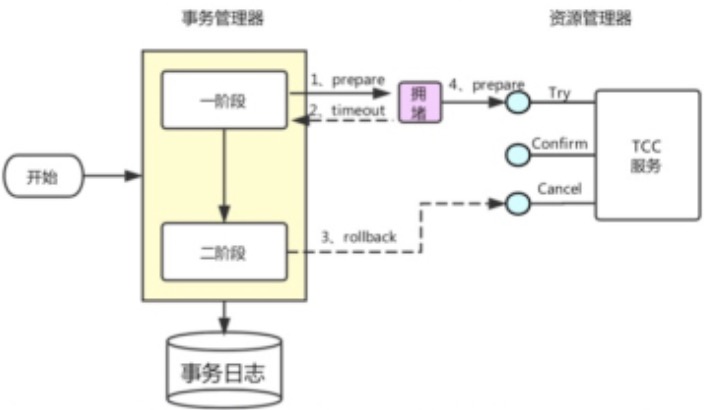 事务管理器
资源管理器
1、prepare
4、prepare
一阶段
拥
堵
Try
2、timeout
Confirm
TCC
服务
开始
Cancel
二阶段
3、rollback
事务日志